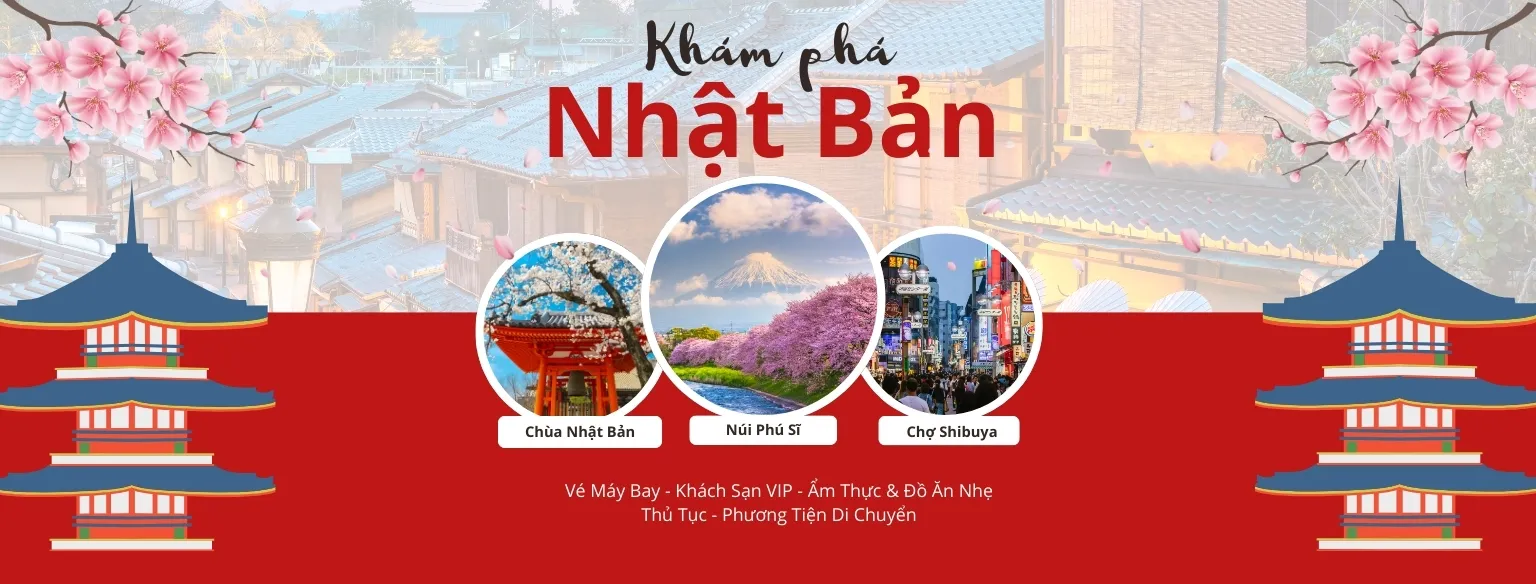 Khám phá
Nhật Bản
Chùa Nhật Bản
Núi Phú Sĩ
Chợ Shibuya
Vé Máy Bay - Khách Sạn VIP - Ẩm Thực & Đồ Ăn Nhẹ
Thủ Tục - Phương Tiện Di Chuyển